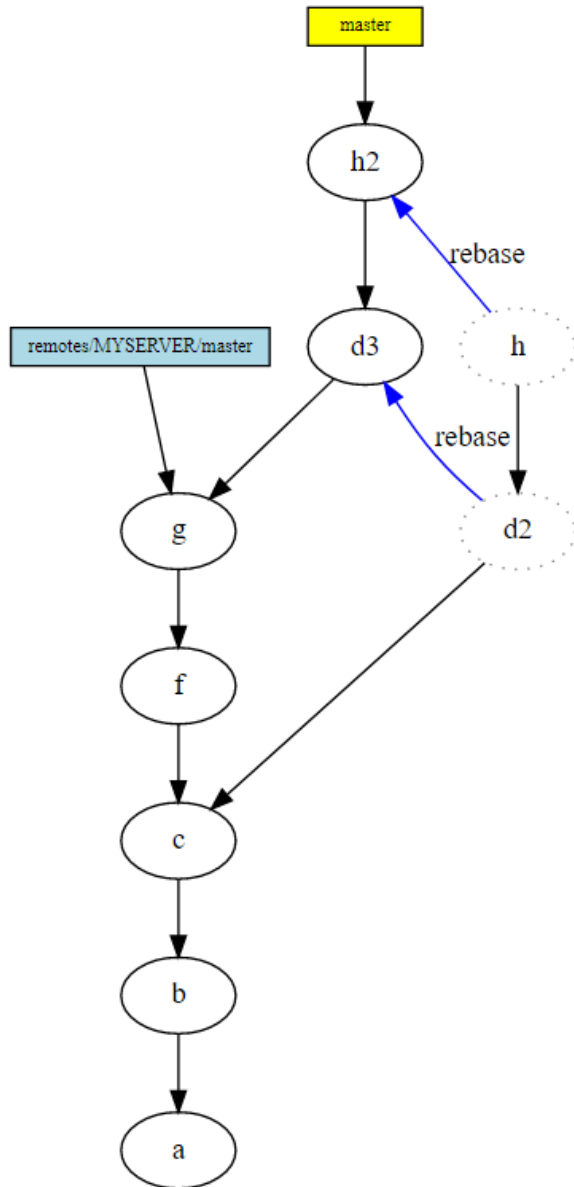 master
h2
rebase
remotes/MYSERVER/master
d3
h
rebase
g
d2
f
c
b
a